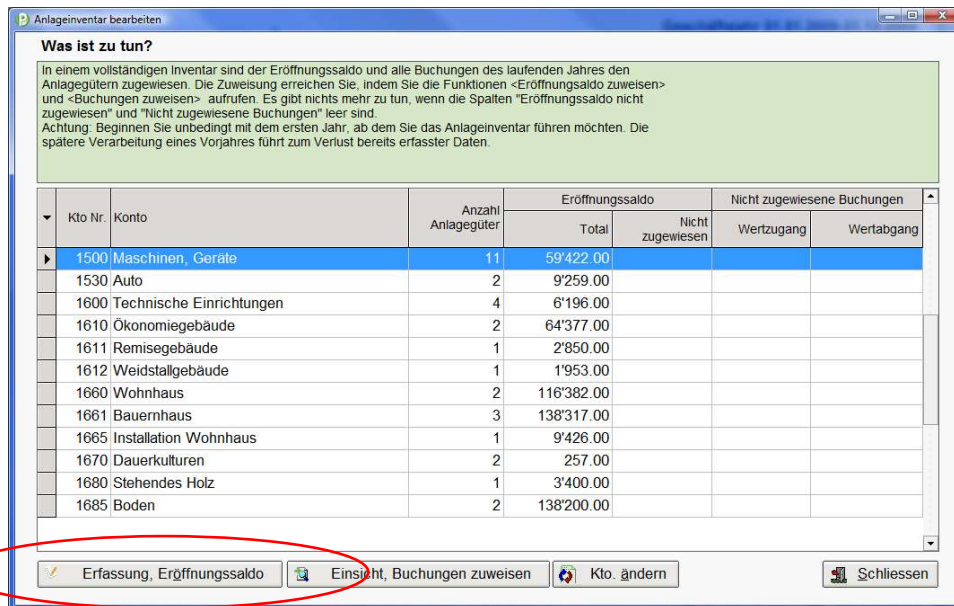 Anlageinventar bearbeiten
Was ist zu tun?
In einem vollständigen Inventar sind der Eröffnungssaldo und alle Buchungen des laufenden Jahres den
Anlagegütern zugewiesen. Die Zuweisung erreichen Sie, indem Sie die Funktionen <Eröffnungsaldo zuweisen>
und <Buchungen zuweisen> aufrufen. Es gibt nichts mehr zu tun, wenn die Spalten "Eröffnungssaldo nicht
zugewiesen" und "Nicht zugewiesene Buchungen" leer sind.
Achtung: Beginnen Sie unbedingt mit dem ersten Jahr, ab dem Sie das Anlageinventar führen möchten. Die
spätere Verarbeitung eines Vorjahres führt zum Verlust bereits erfasster Daten.
Kto Nr. Konto Anzahl Anlagegüter Eröffnungssaldo Nicht zugewiesene Buchungen
Total Nicht zugewiesen Wertzugang Wertabgang
1500 Maschinen, Geräte 11 59'422.00
1530 Auto 2 9'259.00
1600 Technische Einrichtungen 4 6'196.00
1610 Ökonomiegebäude 2 64'377.00
1611 Remisegebäude 1 2'850.00
1612 Weidstallgebäude 1 1'953.00
1660 Wohnhaus 2 116'382.00
1661 Bauernhaus 3 138'317.00
1665 Installation Wohnhaus 1 9'426.00
1670 Dauerkulturen 2 257.00
1680 Stehendes Holz 1 3'400.00
1685 Boden 2 138'200.00
Erfassung, Eröffnungssaldo Einsicht, Buchungen zuweisen Kto. ändern Schliessen